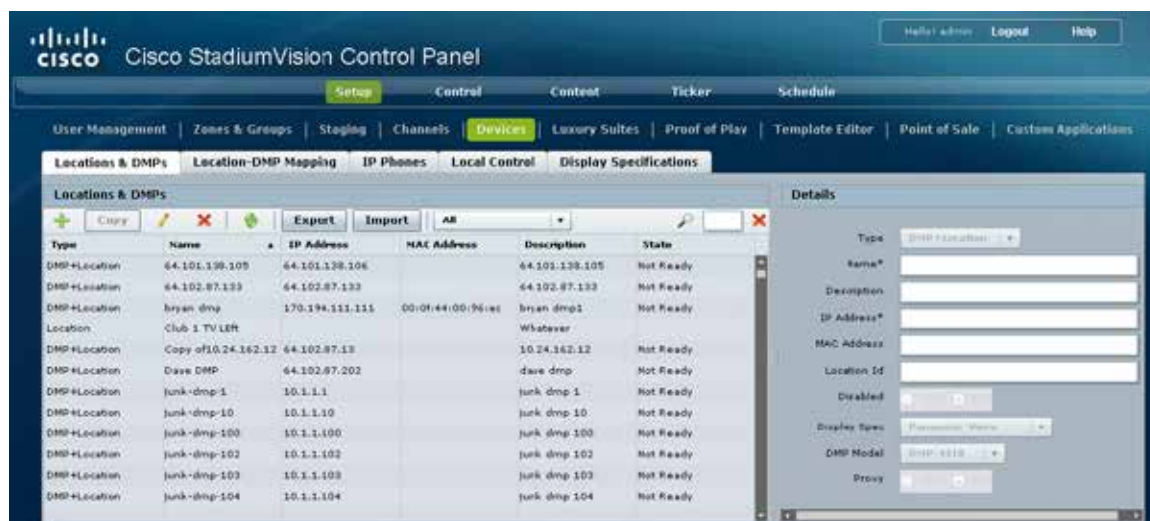 Hello! admin Logout Help
CISCO Cisco StadiumVision Control Panel
Setup Control Content Ticker Schedule
User Management | Zones & Groups | Staging | Channels | Devices | Luxury Suites | Proof of Play | Template Editor | Point of Sale | Custom Applications
Locations & DMPs Location-DMP Mapping IP Phones Local Control Display Specifications
Locations & DMPs
Copy Export Import All
Type Name IP Address MAC Address Description State
DMP+Location 64.101.138.105 64.101.138.106 64.101.138.105 Not Ready
DMP+Location 64.102.87.133 64.102.87.133 64.102.87.133 Not Ready
DMP+Location bryan dmp 170.194.111.111 00:0f:44:00:96:ec bryan dmp1 Not Ready
Location Club 1 TV Left Whatever
DMP+Location Copy of10.24.162.12 64.102.87.13 10.24.162.12 Not Ready
DMP+Location Dave DMP 64.102.87.202 dave dmp Not Ready
DMP+Location junk-dmp-1 10.1.1.1 junk dmp 1 Not Ready
DMP+Location junk-dmp-10 10.1.1.10 junk dmp 10 Not Ready
DMP+Location junk-dmp-100 10.1.1.100 junk dmp 100 Not Ready
DMP+Location junk-dmp-102 10.1.1.102 junk dmp 102 Not Ready
DMP+Location junk-dmp-103 10.1.1.103 junk dmp 103 Not Ready
DMP+Location junk-dmp-104 10.1.1.104 junk dmp 104 Not Ready
Details
Type DMP+Location
Name*
Description
IP Address*
MAC Address
Location Id
Disabled
Display Spec Panasonic
DMP Model
Proxy